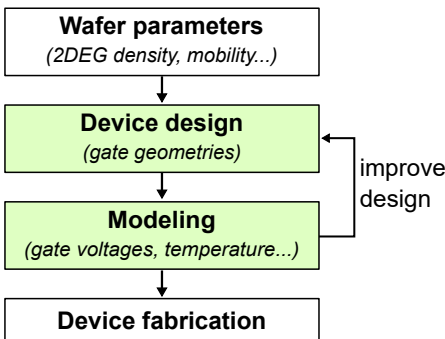 Wafer parameters
(2DEG density, mobility...)
Device design
(gate geometries)
improve
design
Modeling
(gate voltages, temperature...)
Device fabrication